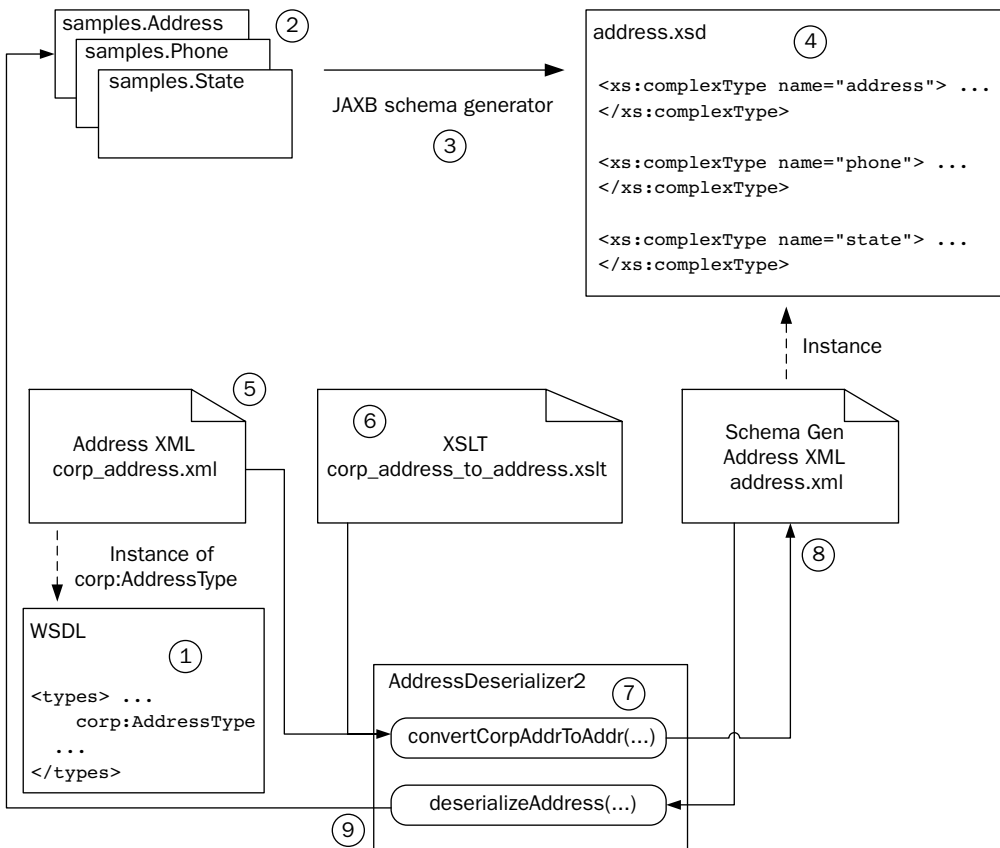 samples.Address
samples.Phone
samples.State
2
JAXB schema generator
3
address.xsd
4
<xs:complexType name="address"> ...
</xs:complexType>
<xs:complexType name="phone"> ...
</xs:complexType>
<xs:complexType name="state"> ...
</xs:complexType>
Instance
5
Address XML
corp_address.xml
6
XSLT
corp_address_to_address.xslt
Schema Gen
Address XML
address.xml
8
Instance of
corp:AddressType
WSDL
1
<types> ...
corp:AddressType
...
</types>
AddressDeserializer2
7
convertCorpAddrToAddr(...)
deserializeAddress(...)
9